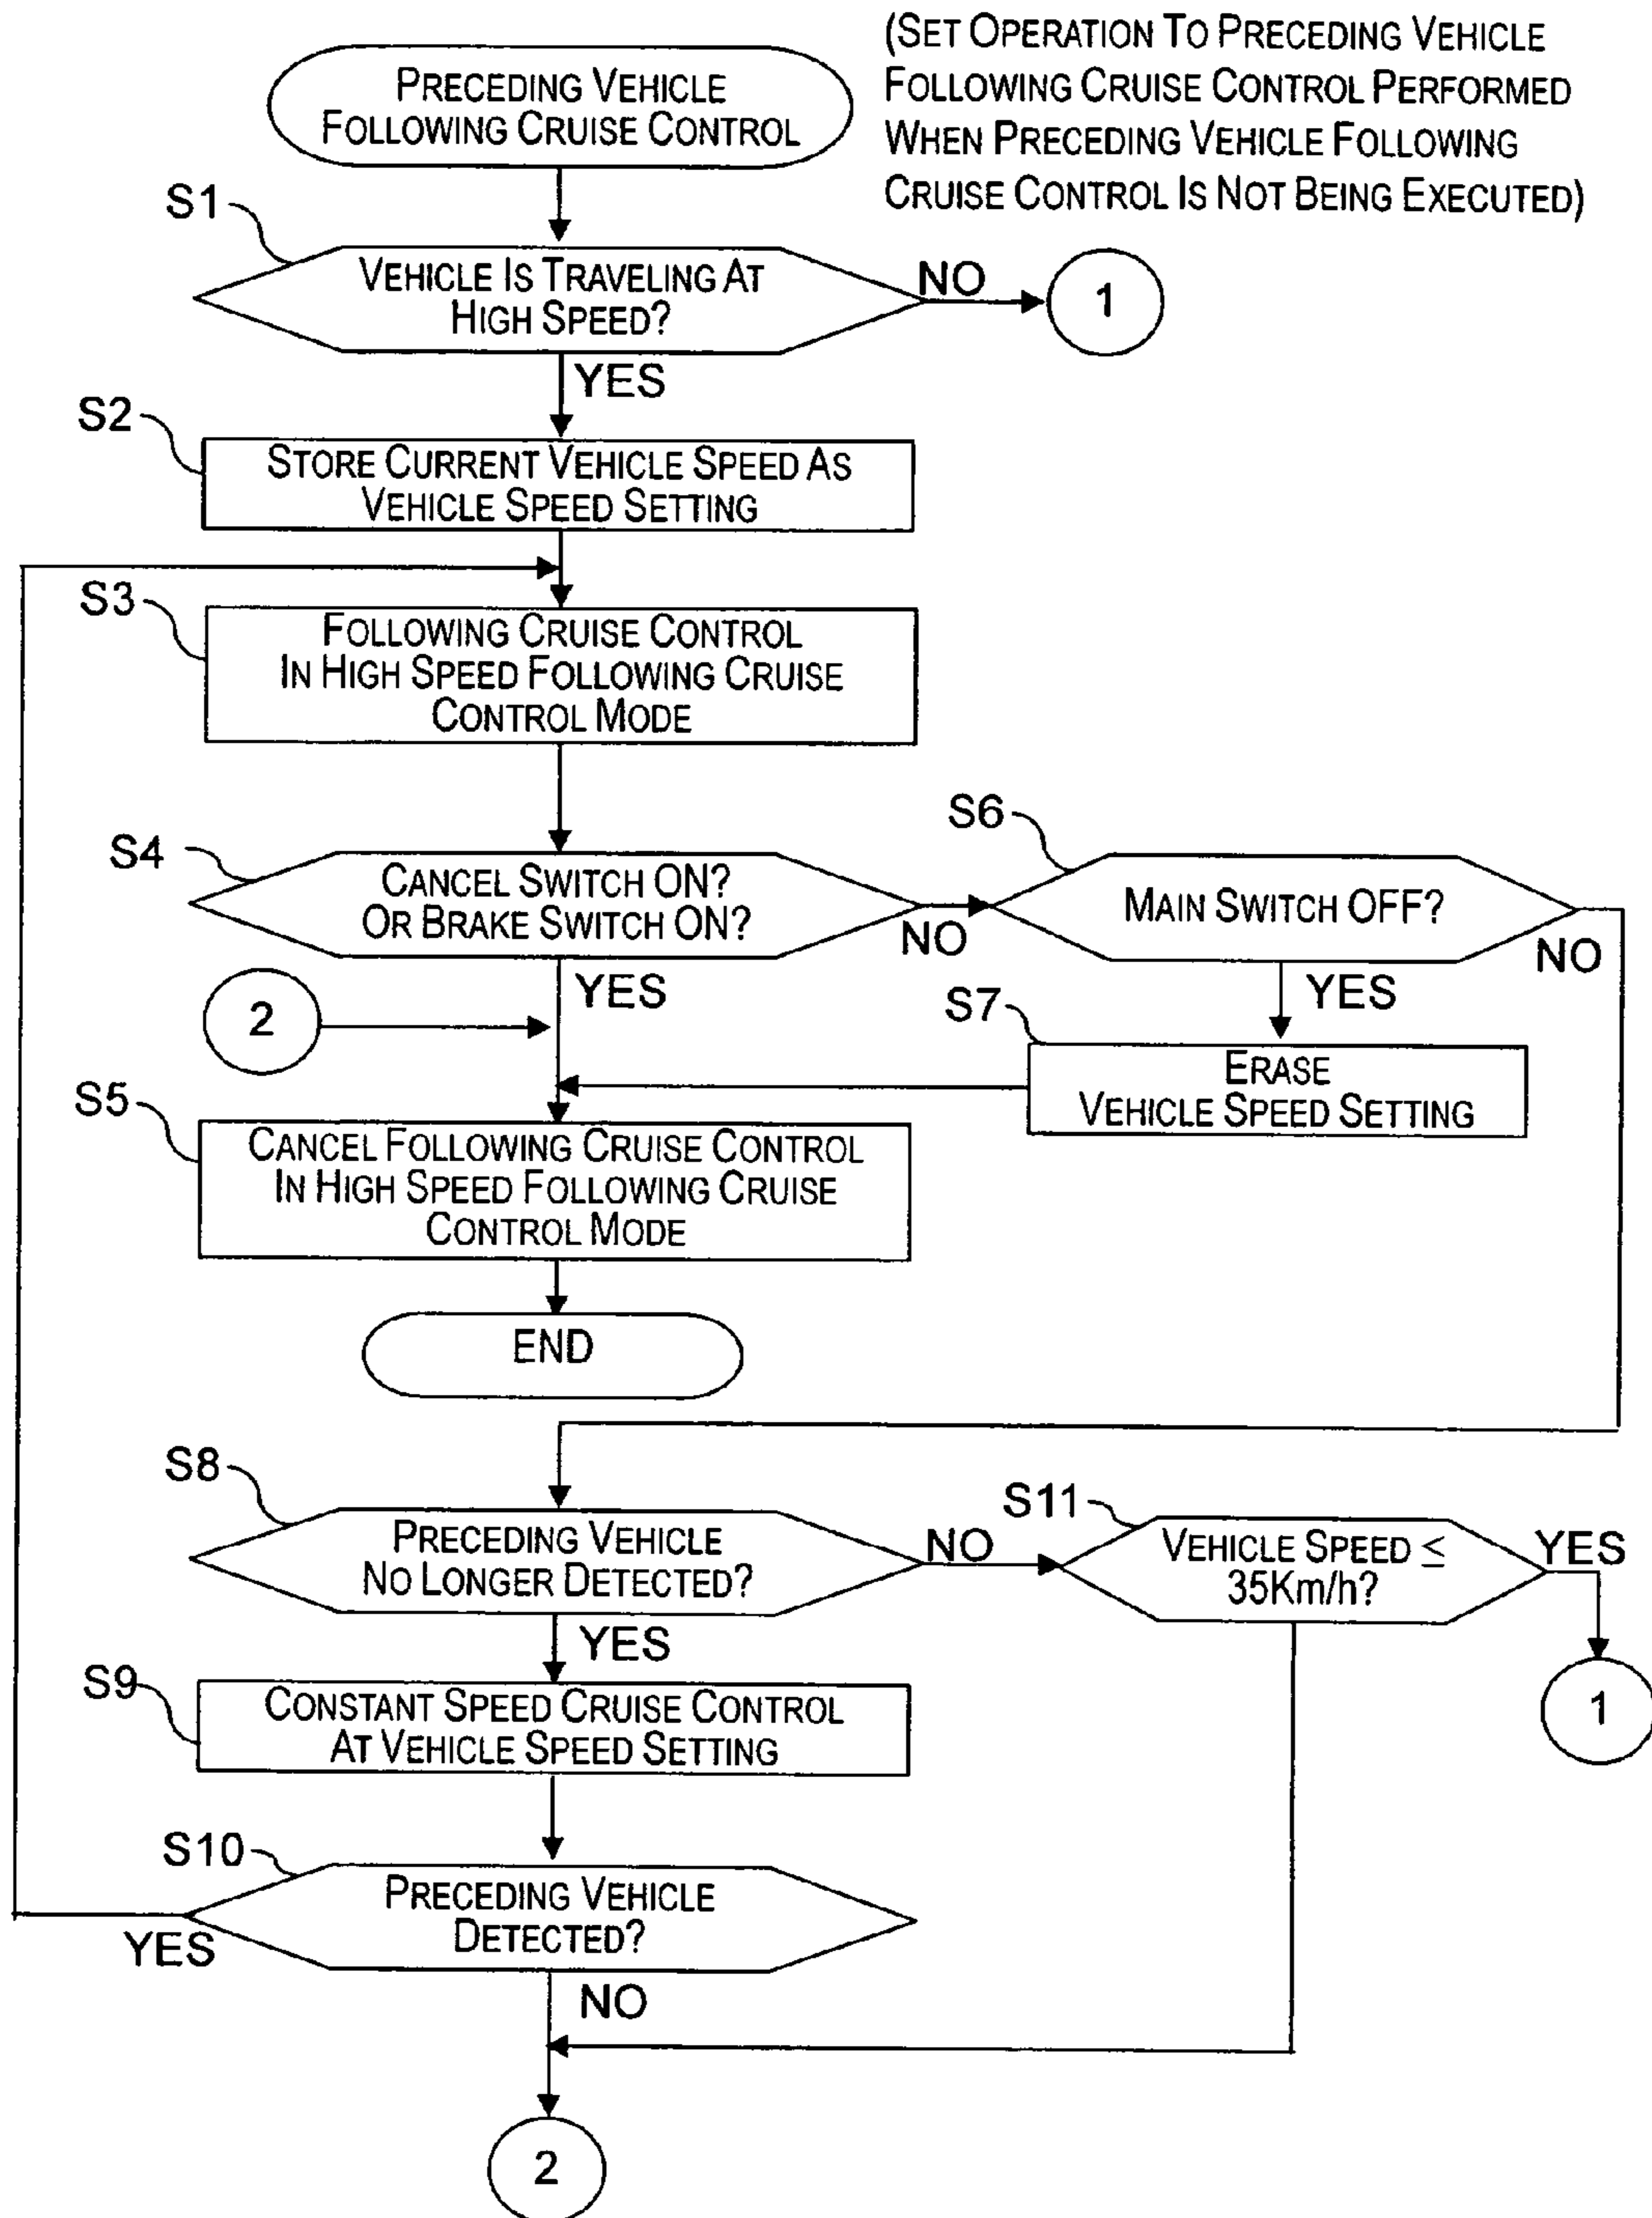 (SET OPERATION TO PRECEDING VEHICLE
FOLLOWING CRUISE CONTROL PERFORMED
WHEN PRECEDING VEHICLE FOLLOWING
CRUISE CONTROL IS NOT BEING EXECUTED)
PRECEDING VEHICLE
FOLLOWING CRUISE CONTROL
S1
VEHICLE IS TRAVELING AT
HIGH SPEED?
NO
1
YES
S2
STORE CURRENT VEHICLE SPEED AS
VEHICLE SPEED SETTING
S3
FOLLOWING CRUISE CONTROL
IN HIGH SPEED FOLLOWING CRUISE
CONTROL MODE
S4
CANCEL SWITCH ON?
OR BRAKE SWITCH ON?
NO
YES
S6
MAIN SWITCH OFF?
NO
YES
2
S7
ERASE
VEHICLE SPEED SETTING
S5
CANCEL FOLLOWING CRUISE CONTROL
IN HIGH SPEED FOLLOWING CRUISE
CONTROL MODE
END
S8
PRECEDING VEHICLE
NO LONGER DETECTED?
NO
YES
S11
VEHICLE SPEED ≤
35Km/h?
YES
1
S9
CONSTANT SPEED CRUISE CONTROL
AT VEHICLE SPEED SETTING
S10
PRECEDING VEHICLE
DETECTED?
YES
NO
2